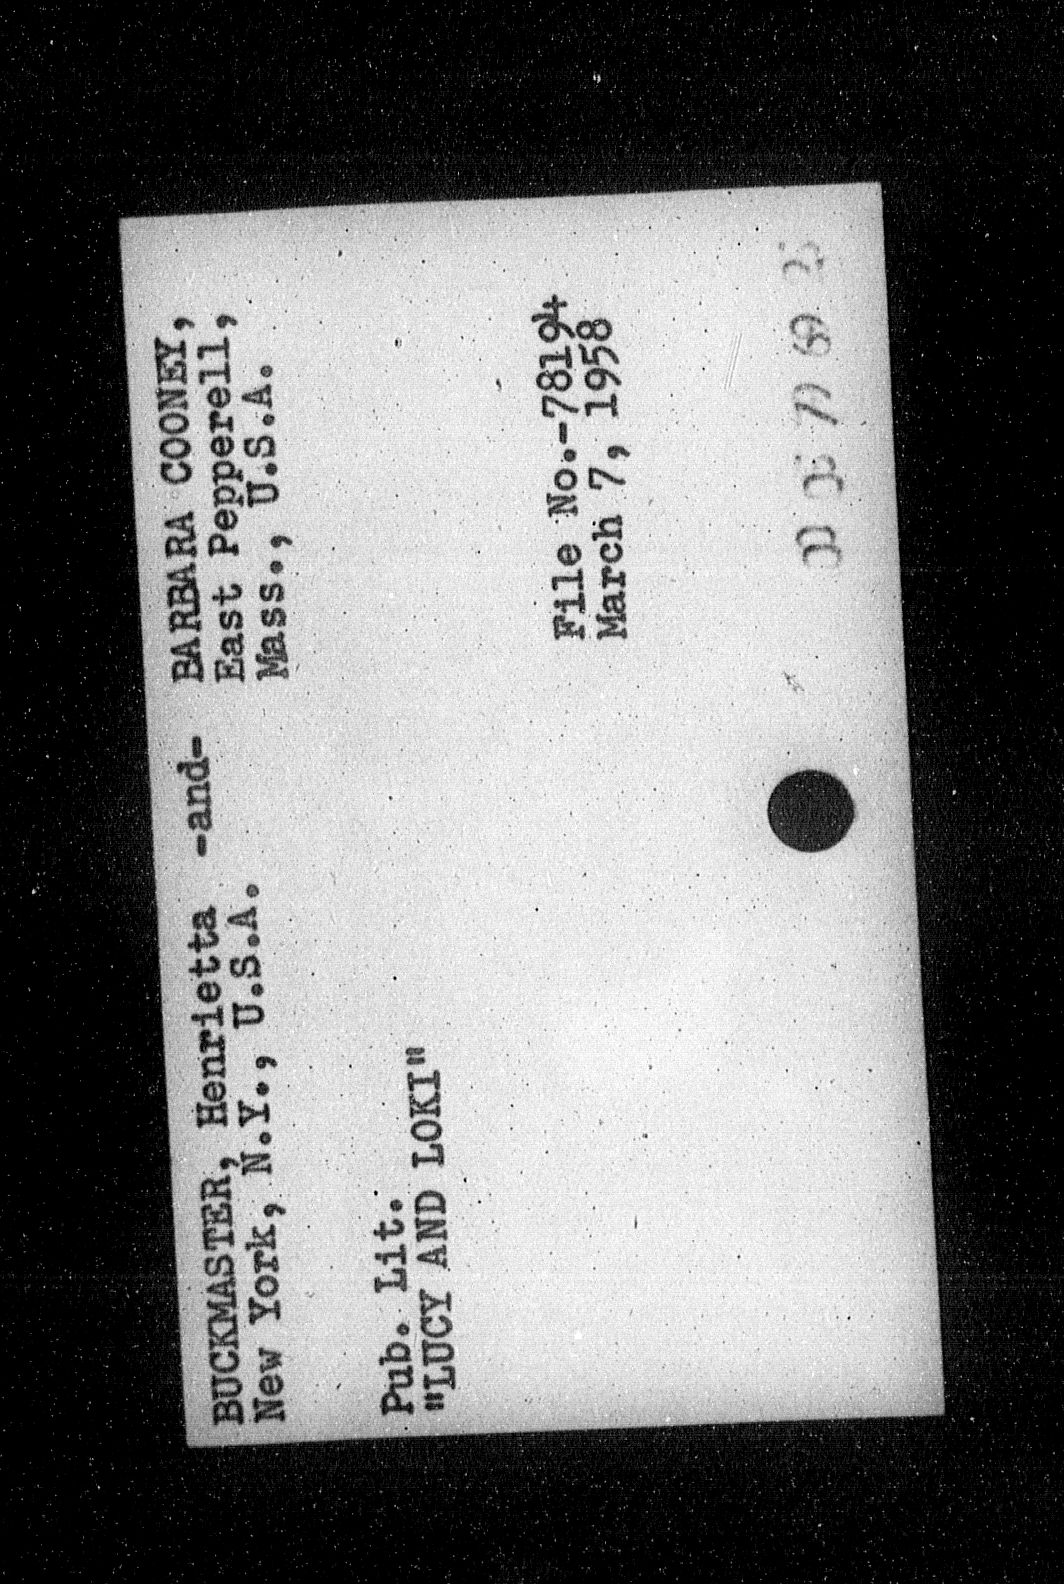 BUCKMASTER, Henrietta -and- BARBARA COONEY,
New York, N.Y., U.S.A. East Pepperell,
Mass., U.S.A.
Pub. Lit.
"LUCY AND LOKI"
File No.-78194
March 7, 1958